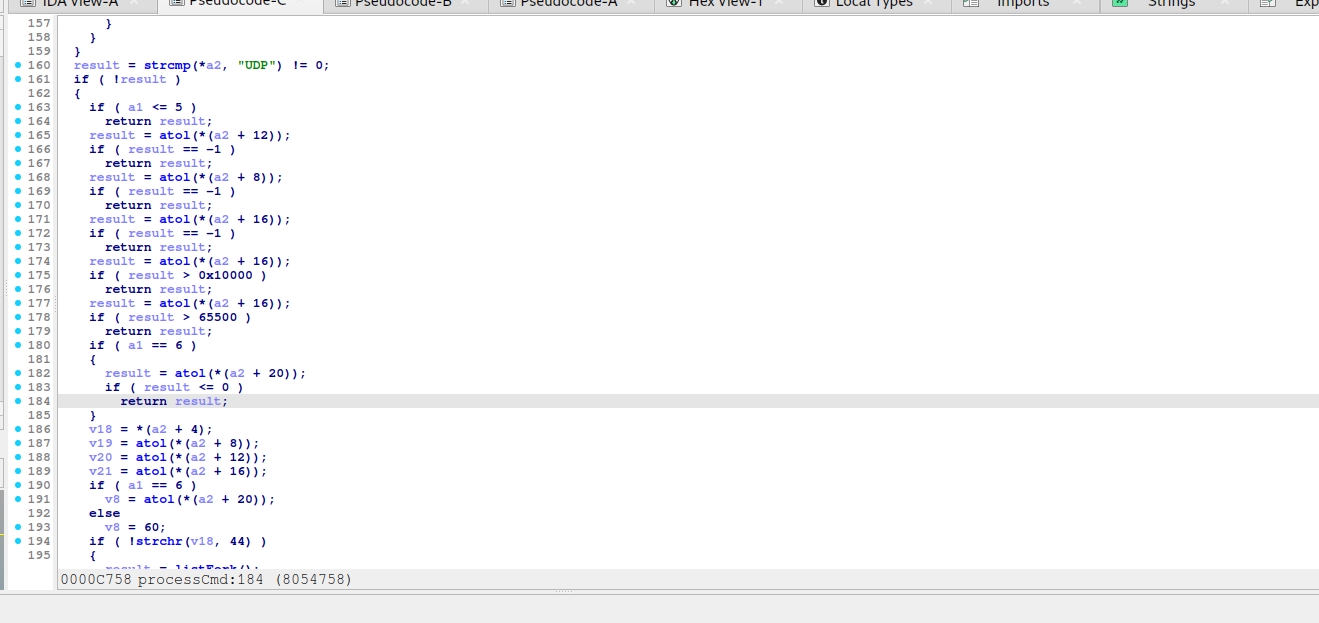 IDA View-A Pseudocode-C Pseudocode-B Pseudocode-A Hex View-1 Local Types Imports Strings Exp
157 }
158 }
159 }
160 result = strcmp(*a2, "UDP") != 0;
161 if ( !result )
162 {
163 if ( a1 <= 5 )
164 return result;
165 result = atol(*(a2 + 12));
166 if ( result == -1 )
167 return result;
168 result = atol(*(a2 + 8));
169 if ( result == -1 )
170 return result;
171 result = atol(*(a2 + 16));
172 if ( result == -1 )
173 return result;
174 result = atol(*(a2 + 16));
175 if ( result > 0x10000 )
176 return result;
177 result = atol(*(a2 + 16));
178 if ( result > 65500 )
179 return result;
180 if ( a1 == 6 )
181 {
182 result = atol(*(a2 + 20));
183 if ( result <= 0 )
184 return result;
185 }
186 v18 = *(a2 + 4);
187 v19 = atol(*(a2 + 8));
188 v20 = atol(*(a2 + 12));
189 v21 = atol(*(a2 + 16));
190 if ( a1 == 6 )
191 v8 = atol(*(a2 + 20));
192 else
193 v8 = 60;
194 if ( !strchr(v18, 44) )
195 {
result = listFork();
0000C758 processCmd:184 (8054758)